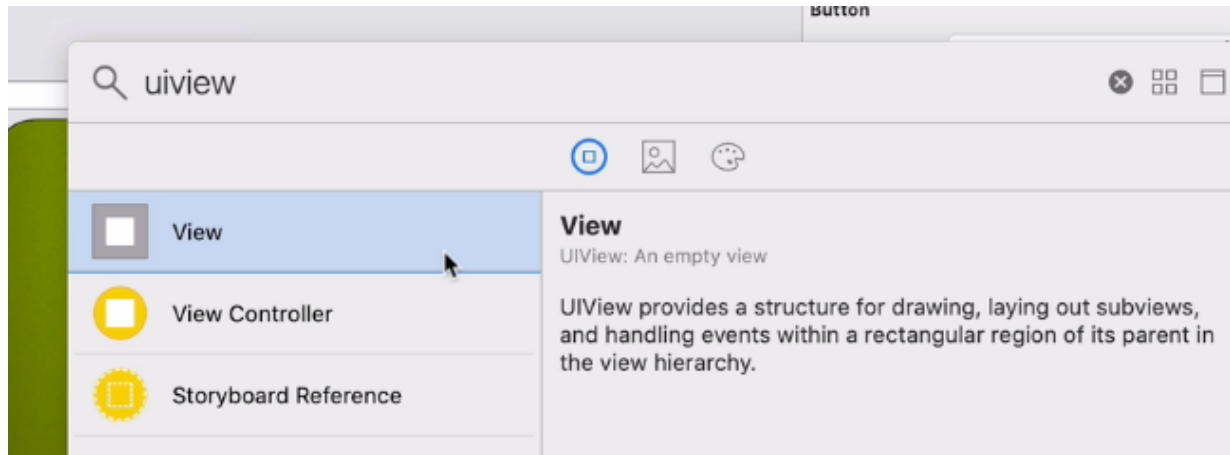 Button
uiview
View
View Controller
Storyboard Reference
View
UIView: An empty view
UIView provides a structure for drawing, laying out subviews,
and handling events within a rectangular region of its parent in
the view hierarchy.